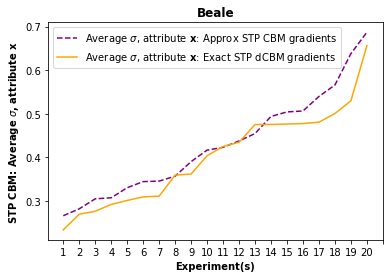 Beale
Average σ, attribute x: Approx STP CBM gradients
Average σ, attribute x: Exact STP dCBM gradients
STP CBM: Average σ, attribute x
0.7
0.6
0.5
0.4
0.3
1 2 3 4 5 6 7 8 9 10 11 12 13 14 15 16 17 18 19 20
Experiment(s)